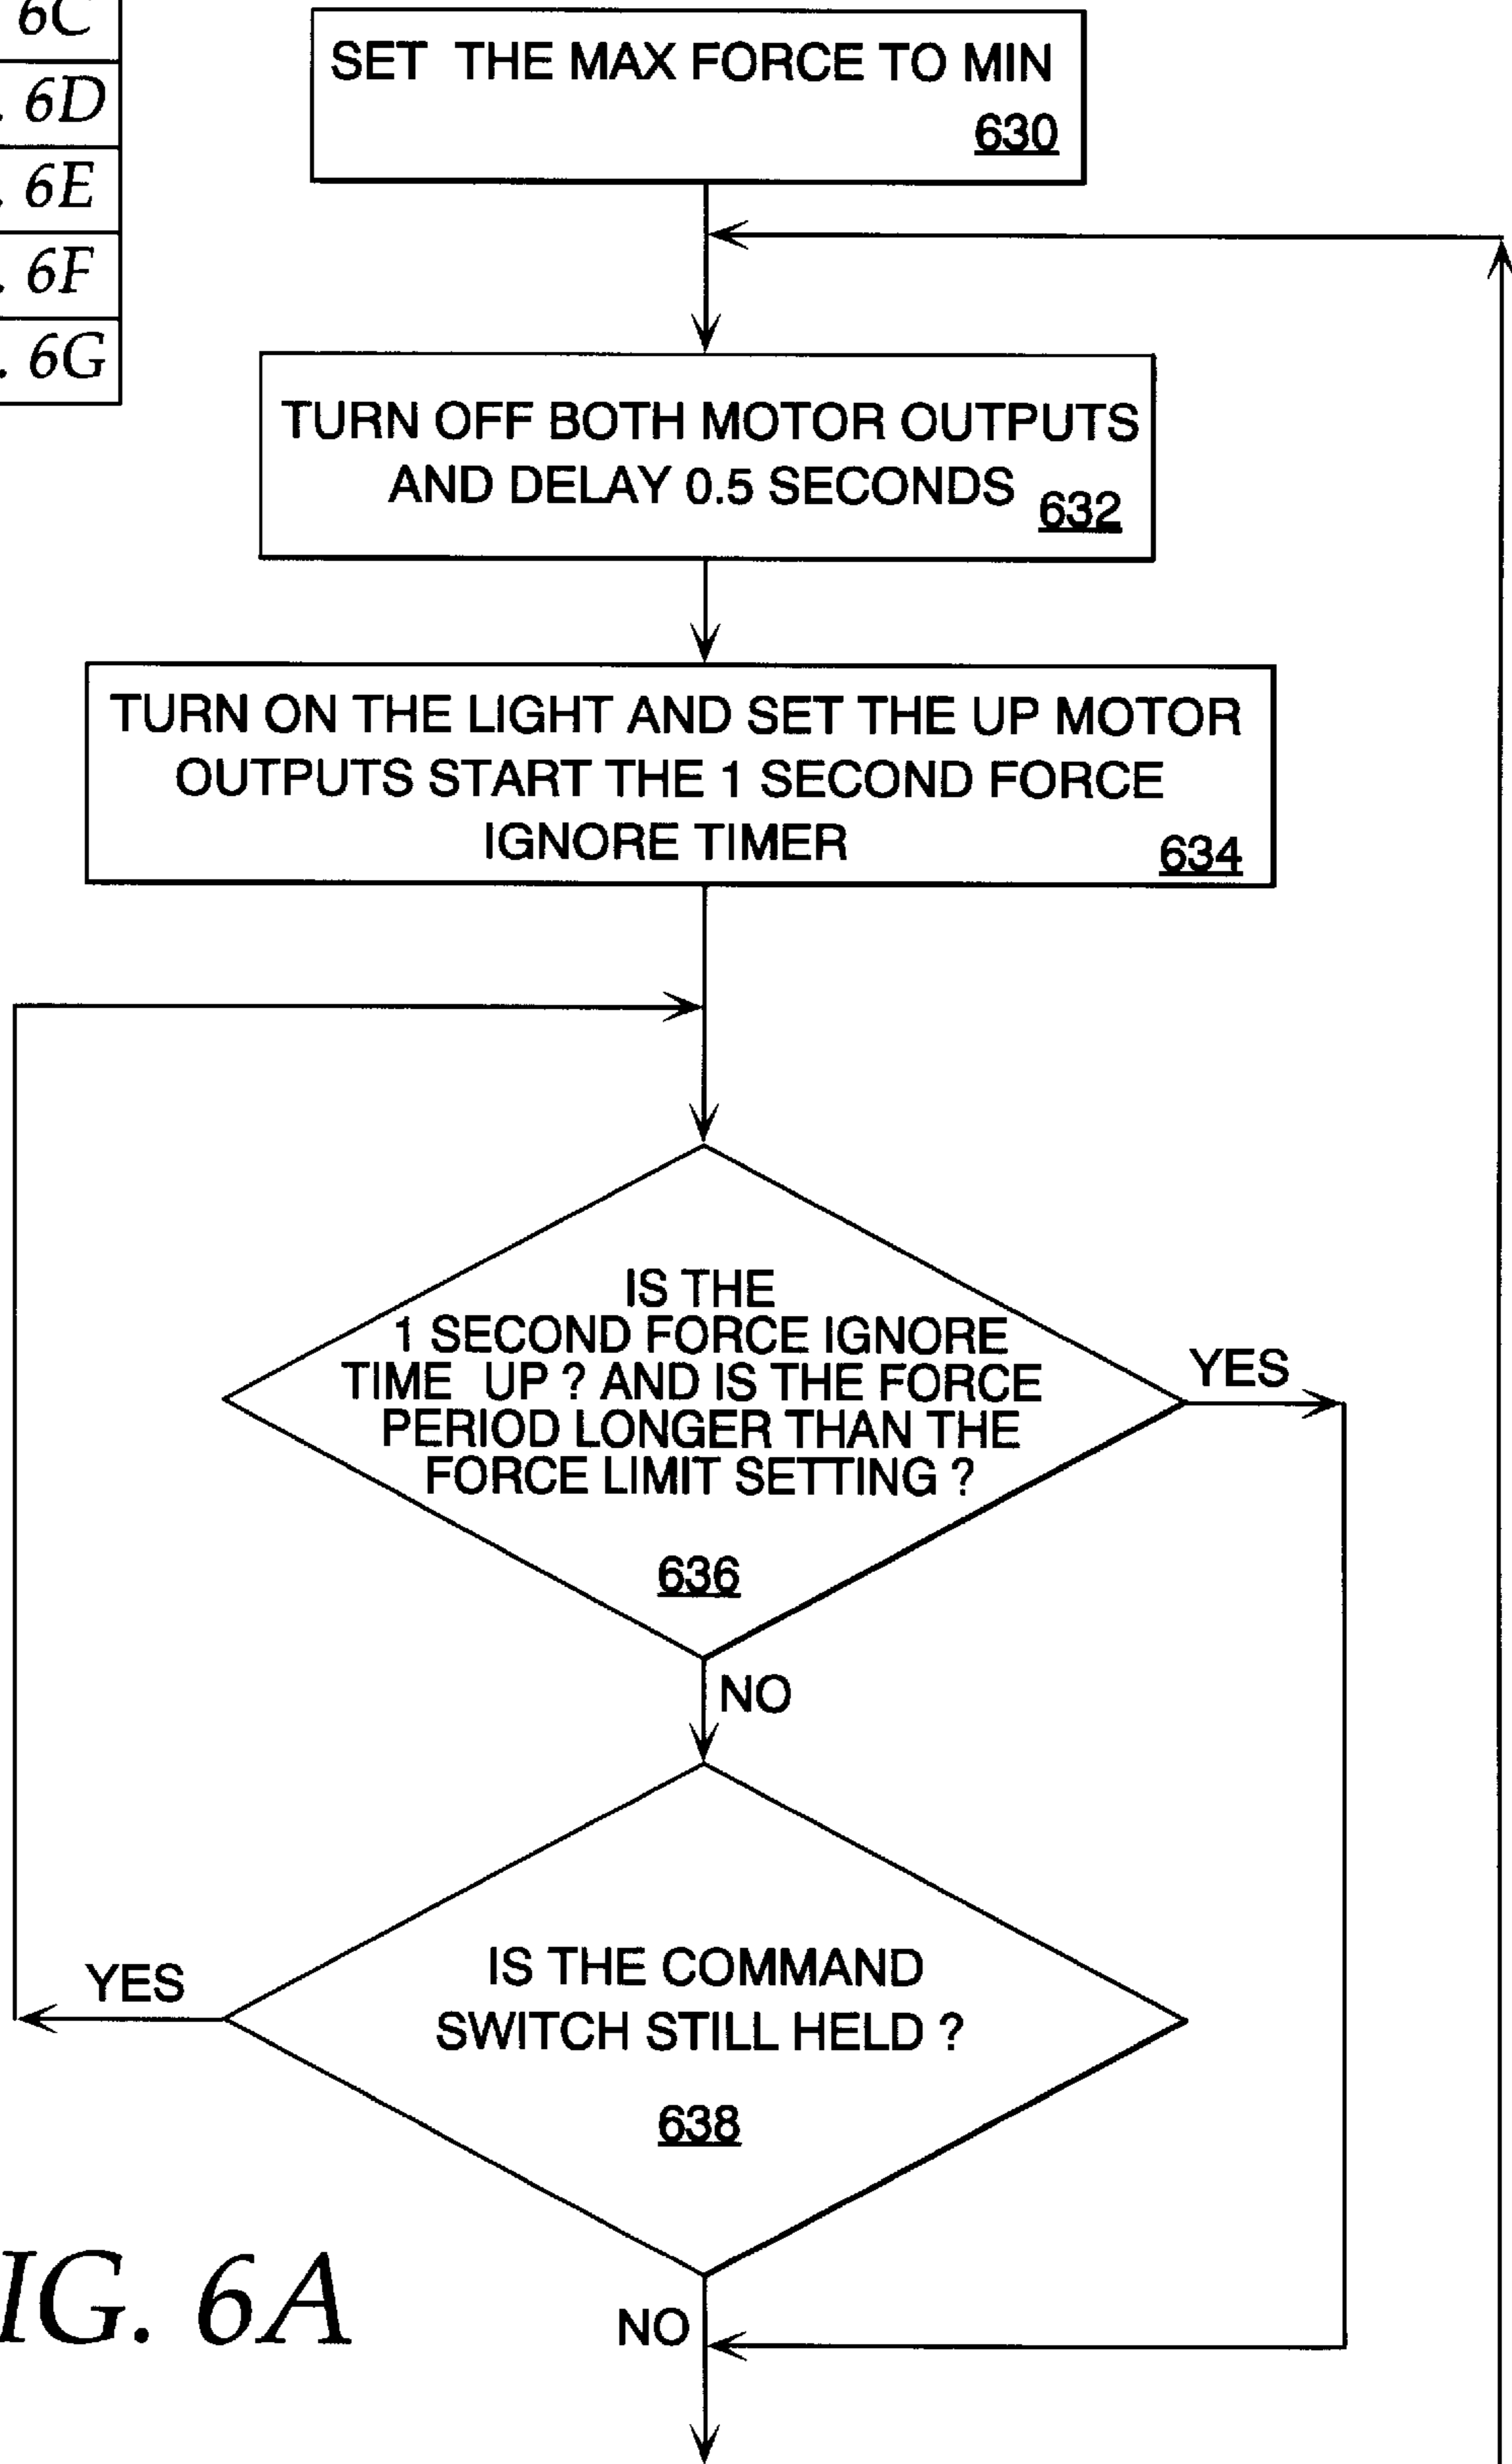 6C
. 6D
. 6E
. 6F
. 6G
SET THE MAX FORCE TO MIN
630
TURN OFF BOTH MOTOR OUTPUTS
AND DELAY 0.5 SECONDS
632
TURN ON THE LIGHT AND SET THE UP MOTOR
OUTPUTS START THE 1 SECOND FORCE
IGNORE TIMER
634
IS THE
1 SECOND FORCE IGNORE
TIME UP ? AND IS THE FORCE
PERIOD LONGER THAN THE
FORCE LIMIT SETTING ?
636
YES
NO
IS THE COMMAND
SWITCH STILL HELD ?
638
YES
NO
IG. 6A